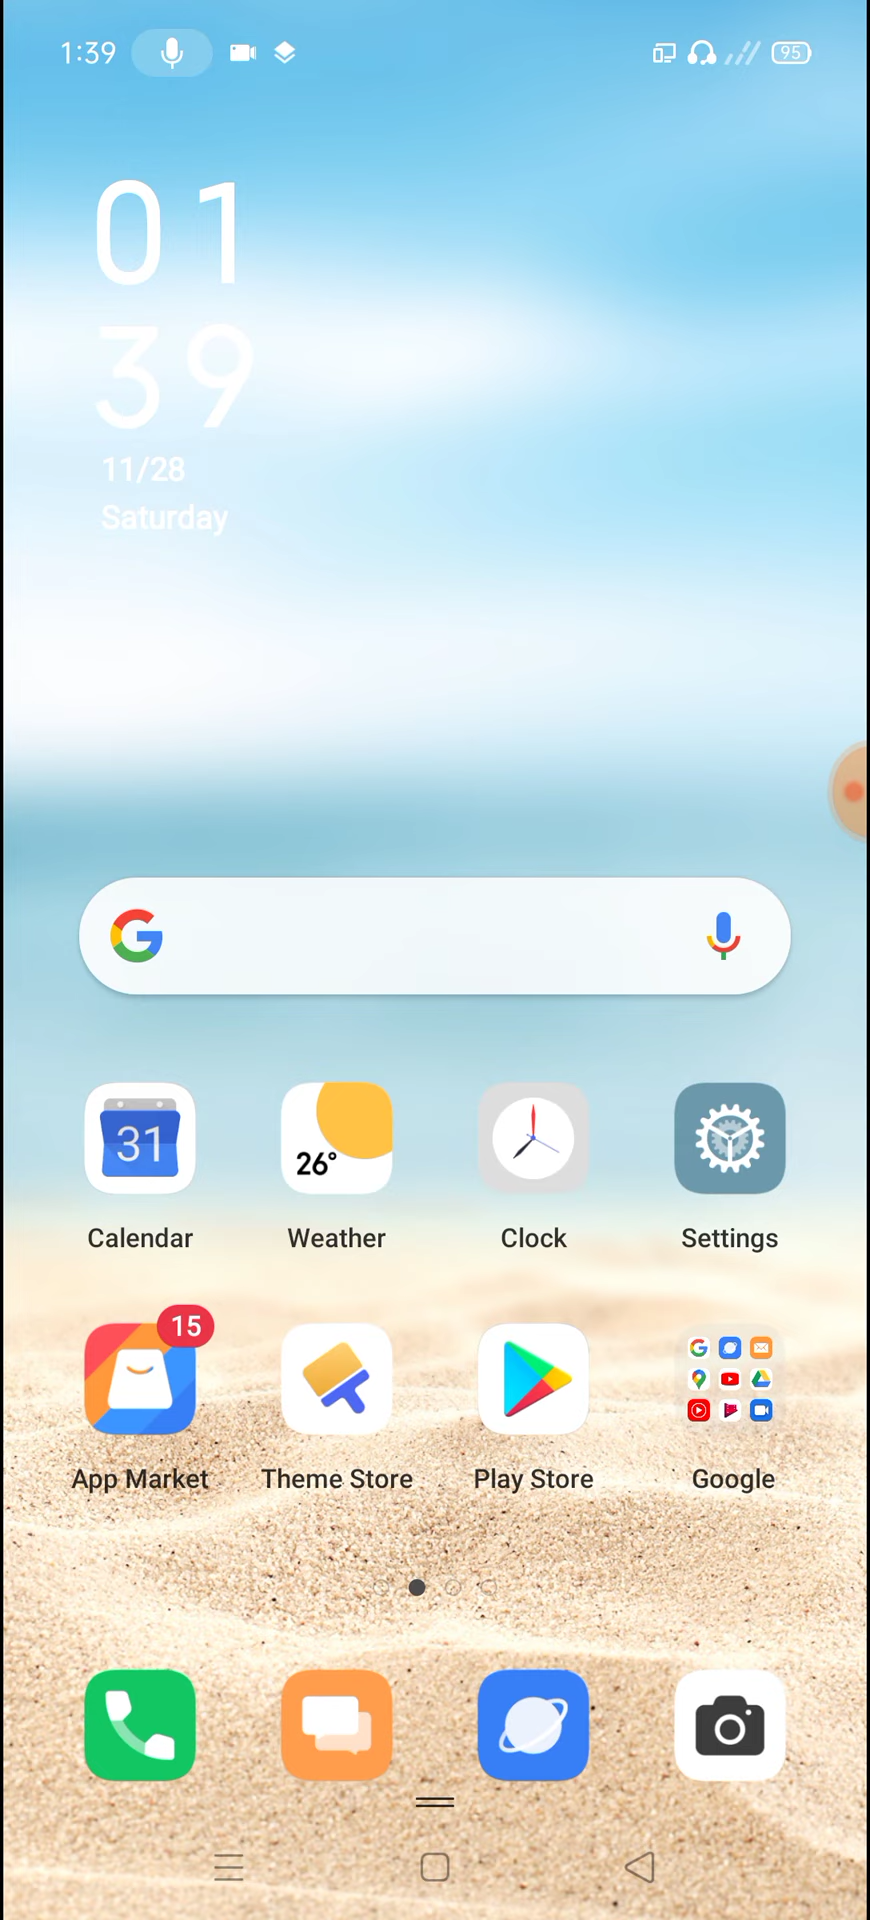 1:39
95
01
39
11/28
Saturday
31
26°
Calendar Weather Clock Settings
15
App Market Theme Store Play Store Google